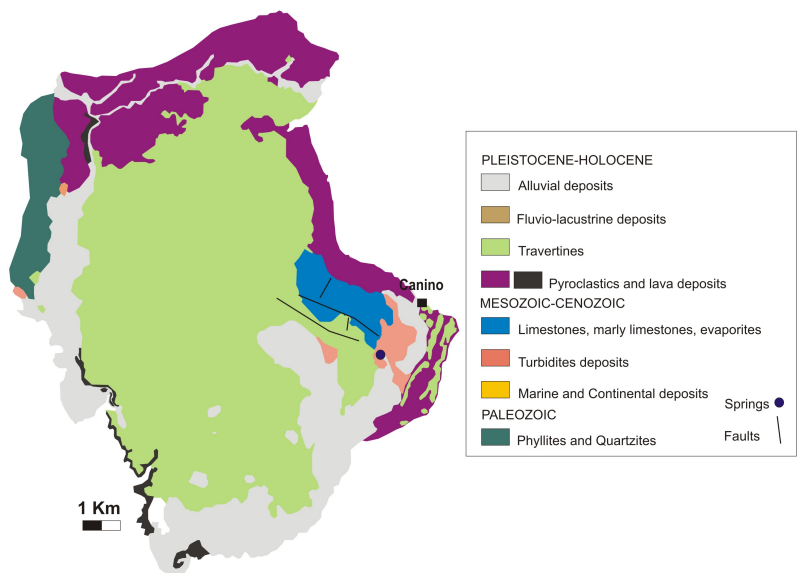 Canino
1 Km
PLEISTOCENE-HOLOCENE
Alluvial deposits
Fluvio-lacustrine deposits
Travertines
Pyroclastics and lava deposits
MESOZOIC-CENOZOIC
Limestones, marly limestones, evaporites
Turbidites deposits
Marine and Continental deposits
PALEOZOIC
Phyllites and Quartzites
Springs
Faults